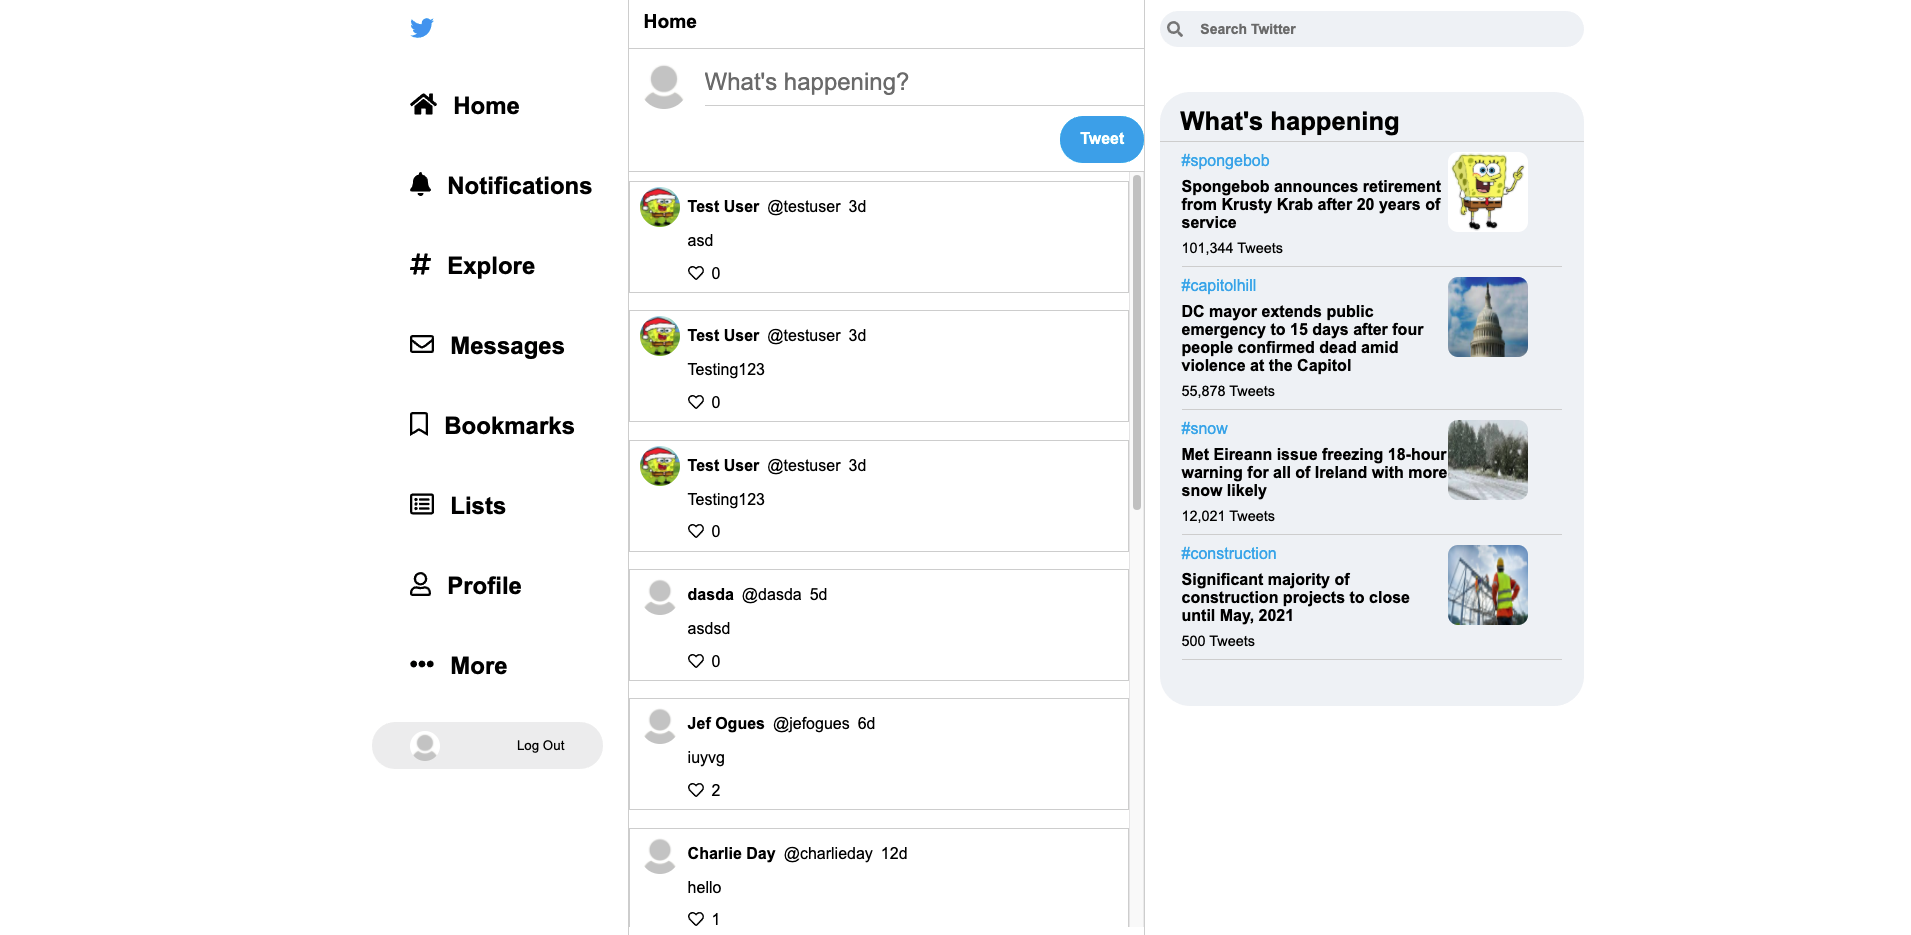 Home
Notifications
Explore
Messages
Bookmarks
Lists
Profile
More
Log Out
Home
What's happening?
Tweet
Test User @testuser 3d
asd
0
Test User @testuser 3d
Testing123
0
Test User @testuser 3d
Testing123
0
dasda @dasda 5d
asdsd
0
Jef Ogues @jefogues 6d
iuyvg
2
Charlie Day @charlieday 12d
hello
1
Search Twitter
What's happening
#spongebob
Spongebob announces retirement
from Krusty Krab after 20 years of
service
101,344 Tweets
#capitolhill
DC mayor extends public
emergency to 15 days after four
people confirmed dead amid
violence at the Capitol
55,878 Tweets
#snow
Met Eireann issue freezing 18-hour
warning for all of Ireland with more
snow likely
12,021 Tweets
#construction
Significant majority of
construction projects to close
until May, 2021
500 Tweets